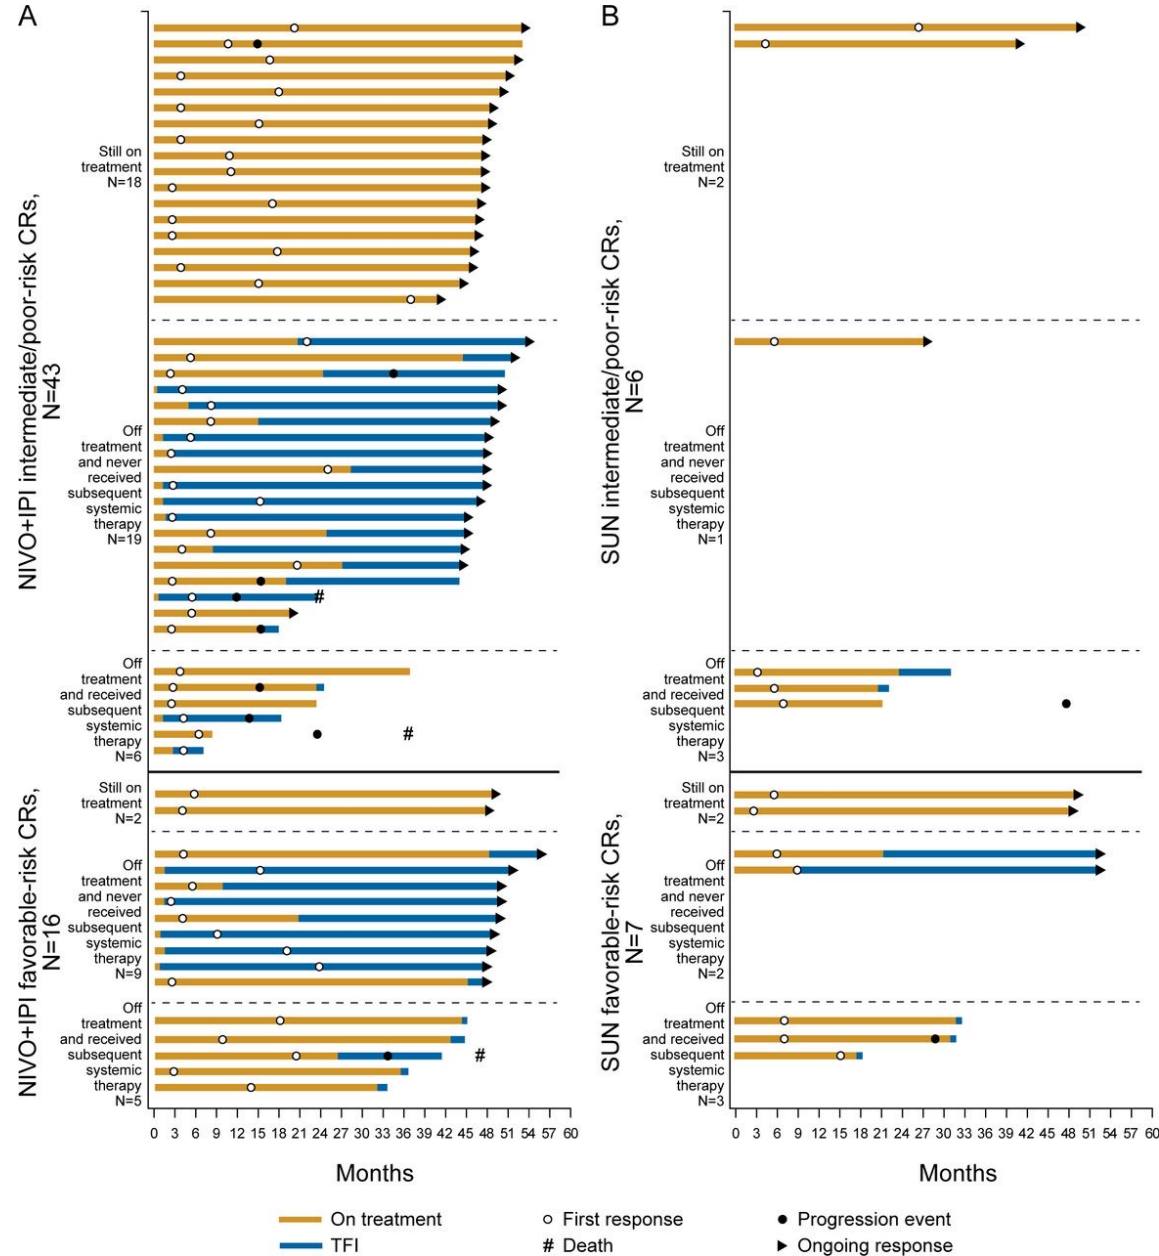 A
B
NIVO+IPI intermediate/poor-risk CRs,
N=43
Still on
treatment
N=18
Off
treatment
and never
received
subsequent
systemic
therapy
N=19
#
Off
treatment
and received
subsequent
systemic
therapy
N=6
#
NIVO+IPI favorable-risk CRs,
N=16
Still on
treatment
N=2
Off
treatment
and never
received
subsequent
systemic
therapy
N=9
Off
treatment
and received
subsequent
systemic
therapy
N=5
#
0 3 6 9 12 15 18 21 24 27 30 33 36 39 42 45 48 51 54 57 60
Months
SUN intermediate/poor-risk CRs,
N=6
Still on
treatment
N=2
Off
treatment
and never
received
subsequent
systemic
therapy
N=1
Off
treatment
and received
subsequent
systemic
therapy
N=3
SUN favorable-risk CRs,
N=7
Still on
treatment
N=2
Off
treatment
and never
received
subsequent
systemic
therapy
N=2
Off
treatment
and received
subsequent
systemic
therapy
N=3
0 3 6 9 12 15 18 21 24 27 30 33 36 39 42 45 48 51 54 57 60
Months
On treatment
First response
Progression event
TFI
# Death
Ongoing response